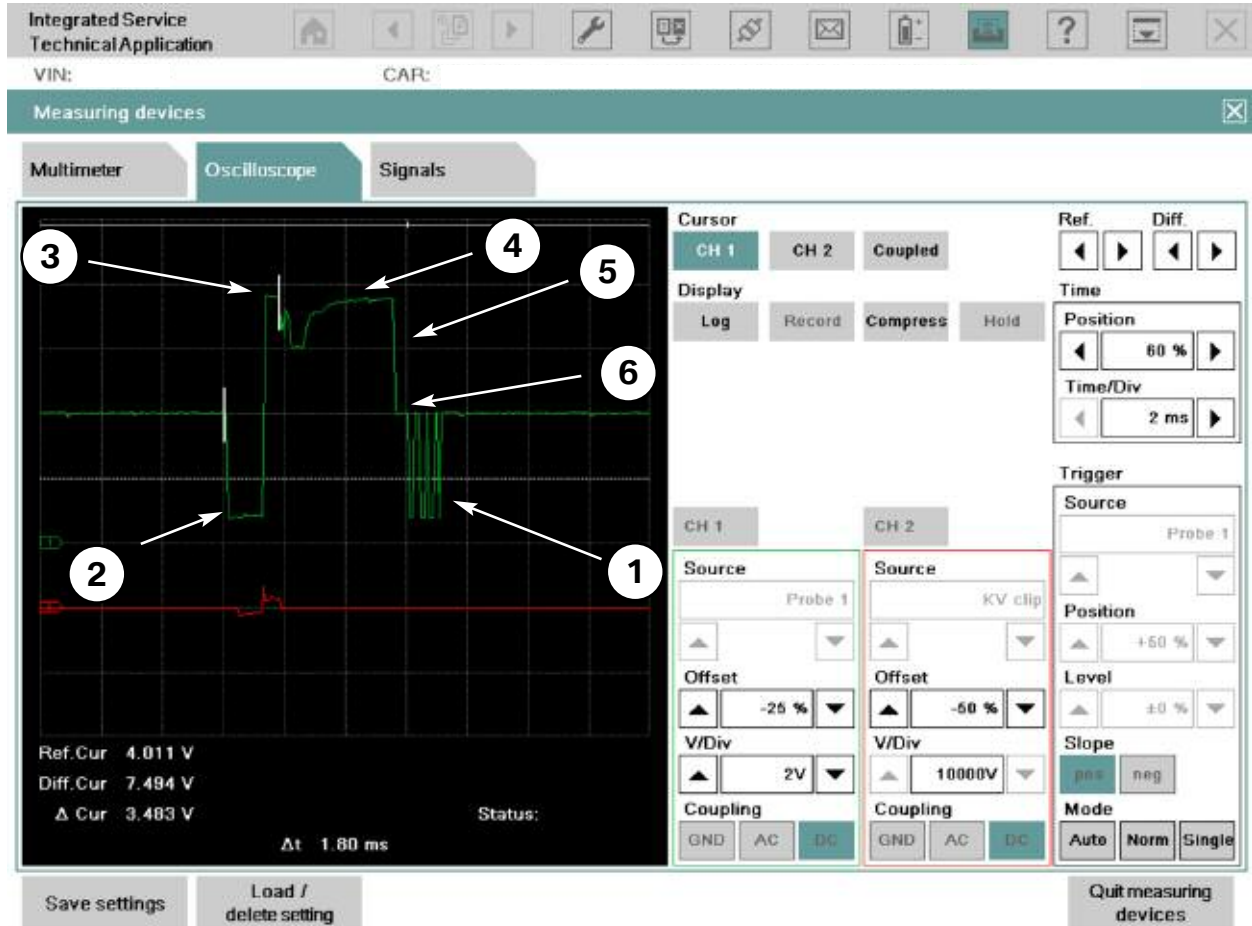 Integrated Service
Technical Application
VIN:
CAR:
Measuring devices
Multimeter
Oscilloscope
Signals
3
4
5
6
2
1
Ref.Cur 4.011 V
Diff.Cur 7.494 V
Δ Cur 3.483 V
Status:
Δt 1.80 ms
Cursor
CH 1 CH 2 Coupled
Display
Log Record Compress Hold
CH 1
Source
Probe 1
Offset
-25 %
V/Div
2V
Coupling
GND AC DC
CH 2
Source
KV clip
Offset
-50 %
V/Div
10000V
Coupling
GND AC DC
Ref. Diff.
Time
Position
60 %
Time/Div
2 ms
Trigger
Source
Probe 1
Position
+50 %
Level
±0 %
Slope
pos neg
Mode
Auto Norm Single
Save settings
Load /
delete setting
Quit measuring
devices